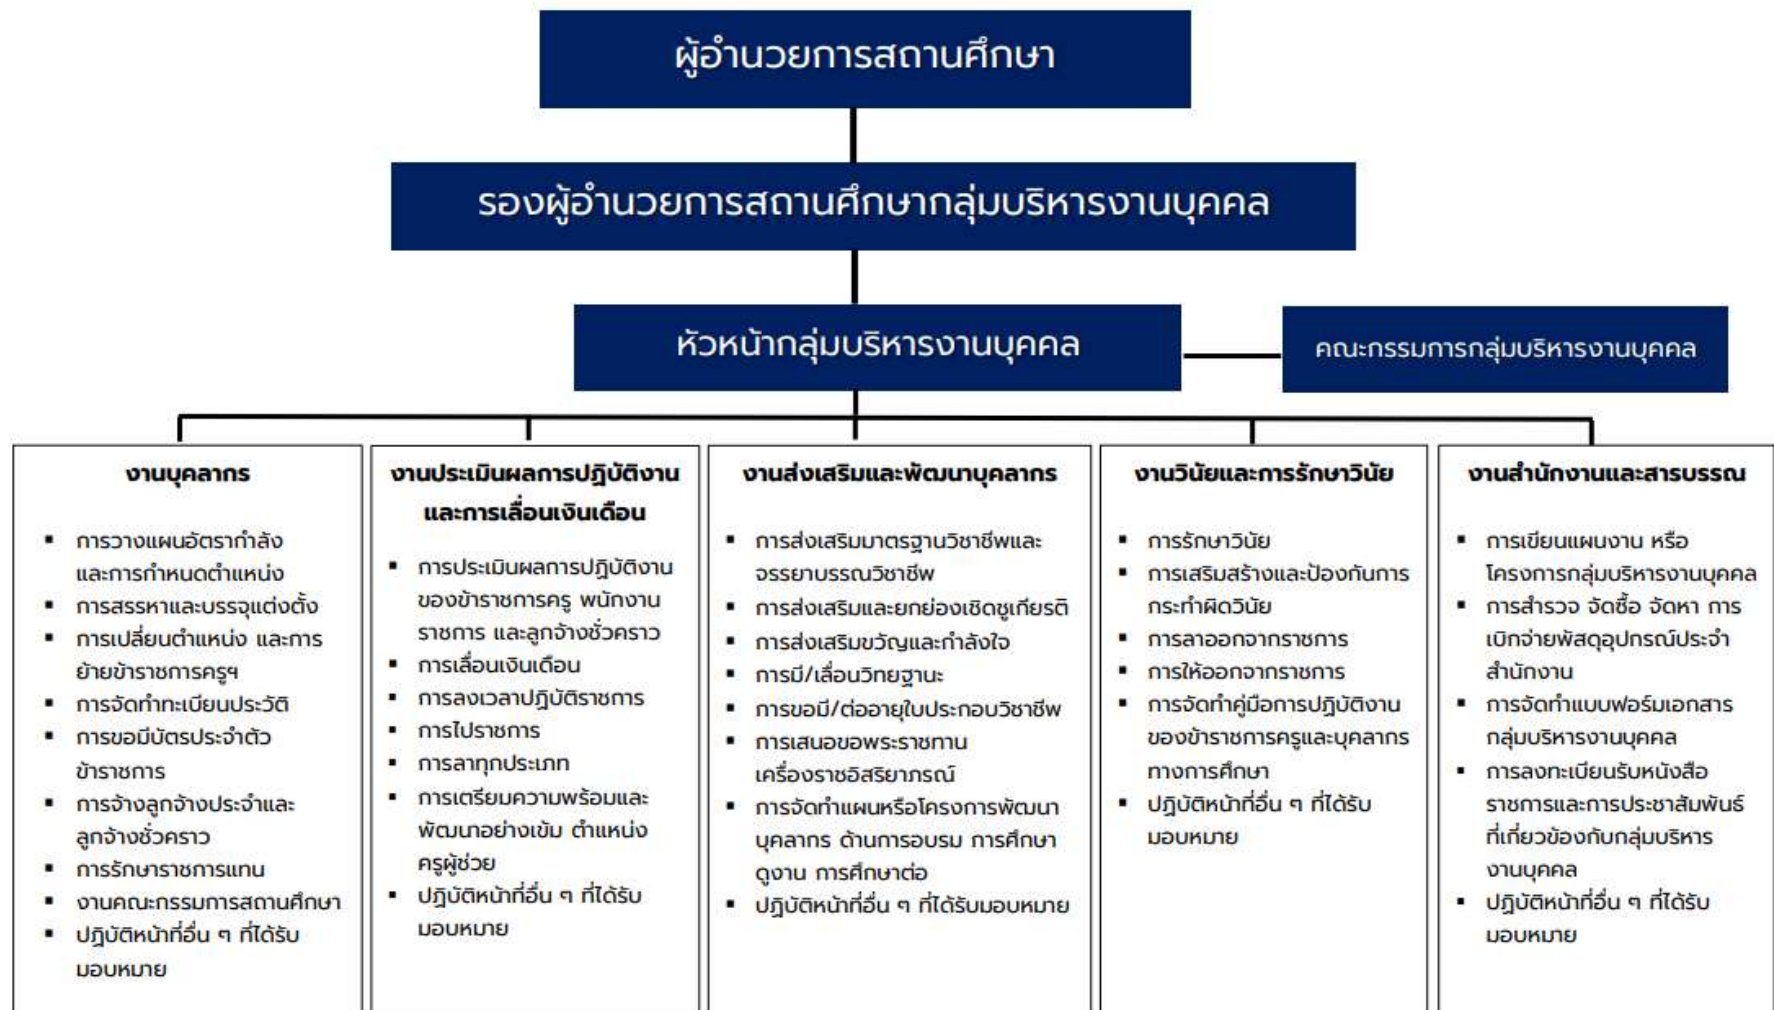 ผู้อำนวยการสถานศึกษา
รองผู้อำนวยการสถานศึกษากลุ่มบริหารงานบุคคล
หัวหน้ากลุ่มบริหารงานบุคคล
คณะกรรมการกลุ่มบริหารงานบุคคล
งานบุคลากร
▪ การวางแผนอัตรากำลัง
และการกำหนดตำแหน่ง
▪ การสรรหาและบรรจุแต่งตั้ง
▪ การเปลี่ยนตำแหน่ง และการ
ย้ายข้าราชการครูฯ
▪ การจัดทำทะเบียนประวัติ
▪ การขอมีบัตรประจำตัว
ข้าราชการ
▪ การจ้างลูกจ้างประจำและ
ลูกจ้างชั่วคราว
▪ การรักษาราชการแทน
▪ งานคณะกรรมการสถานศึกษา
▪ ปฏิบัติหน้าที่อื่น ๆ ที่ได้รับ
มอบหมาย
งานประเมินผลการปฏิบัติงาน
และการเลื่อนเงินเดือน
▪ การประเมินผลการปฏิบัติงาน
ของข้าราชการครู พนักงาน
ราชการ และลูกจ้างชั่วคราว
▪ การเลื่อนเงินเดือน
▪ การลงเวลาปฏิบัติราชการ
▪ การไปราชการ
▪ การลาทุกประเภท
▪ การเตรียมความพร้อมและ
พัฒนาอย่างเข้ม ตำแหน่ง
ครูผู้ช่วย
▪ ปฏิบัติหน้าที่อื่น ๆ ที่ได้รับ
มอบหมาย
งานส่งเสริมและพัฒนาบุคลากร
▪ การส่งเสริมมาตรฐานวิชาชีพและ
จรรยาบรรณวิชาชีพ
▪ การส่งเสริมและยกย่องเชิดชูเกียรติ
▪ การส่งเสริมขวัญและกำลังใจ
▪ การมี/เลื่อนวิทยฐานะ
▪ การขอมี/ต่ออายุใบประกอบวิชาชีพ
▪ การเสนอขอพระราชทาน
เครื่องราชอิสริยาภรณ์
▪ การจัดทำแผนหรือโครงการพัฒนา
บุคลากร ด้านการอบรม การศึกษา
ดูงาน การศึกษาต่อ
▪ ปฏิบัติหน้าที่อื่น ๆ ที่ได้รับมอบหมาย
งานวินัยและการรักษาวินัย
▪ การรักษาวินัย
▪ การเสริมสร้างและป้องกันการ
กระทำผิดวินัย
▪ การลาออกจากราชการ
▪ การให้ออกจากราชการ
▪ การจัดทำคู่มือการปฏิบัติงาน
ของข้าราชการครูและบุคลากร
ทางการศึกษา
▪ ปฏิบัติหน้าที่อื่น ๆ ที่ได้รับ
มอบหมาย
งานสำนักงานและสารบรรณ
▪ การเขียนแผนงาน หรือ
โครงการกลุ่มบริหารงานบุคคล
▪ การสำรวจ จัดซื้อ จัดหา การ
เบิกจ่ายพัสดุอุปกรณ์ประจำ
สำนักงาน
▪ การจัดทำแบบฟอร์มเอกสาร
กลุ่มบริหารงานบุคคล
▪ การลงทะเบียนรับหนังสือ
ราชการและการประชาสัมพันธ์
ที่เกี่ยวข้องกับกลุ่มบริหาร
งานบุคคล
▪ ปฏิบัติหน้าที่อื่น ๆ ที่ได้รับ
มอบหมาย